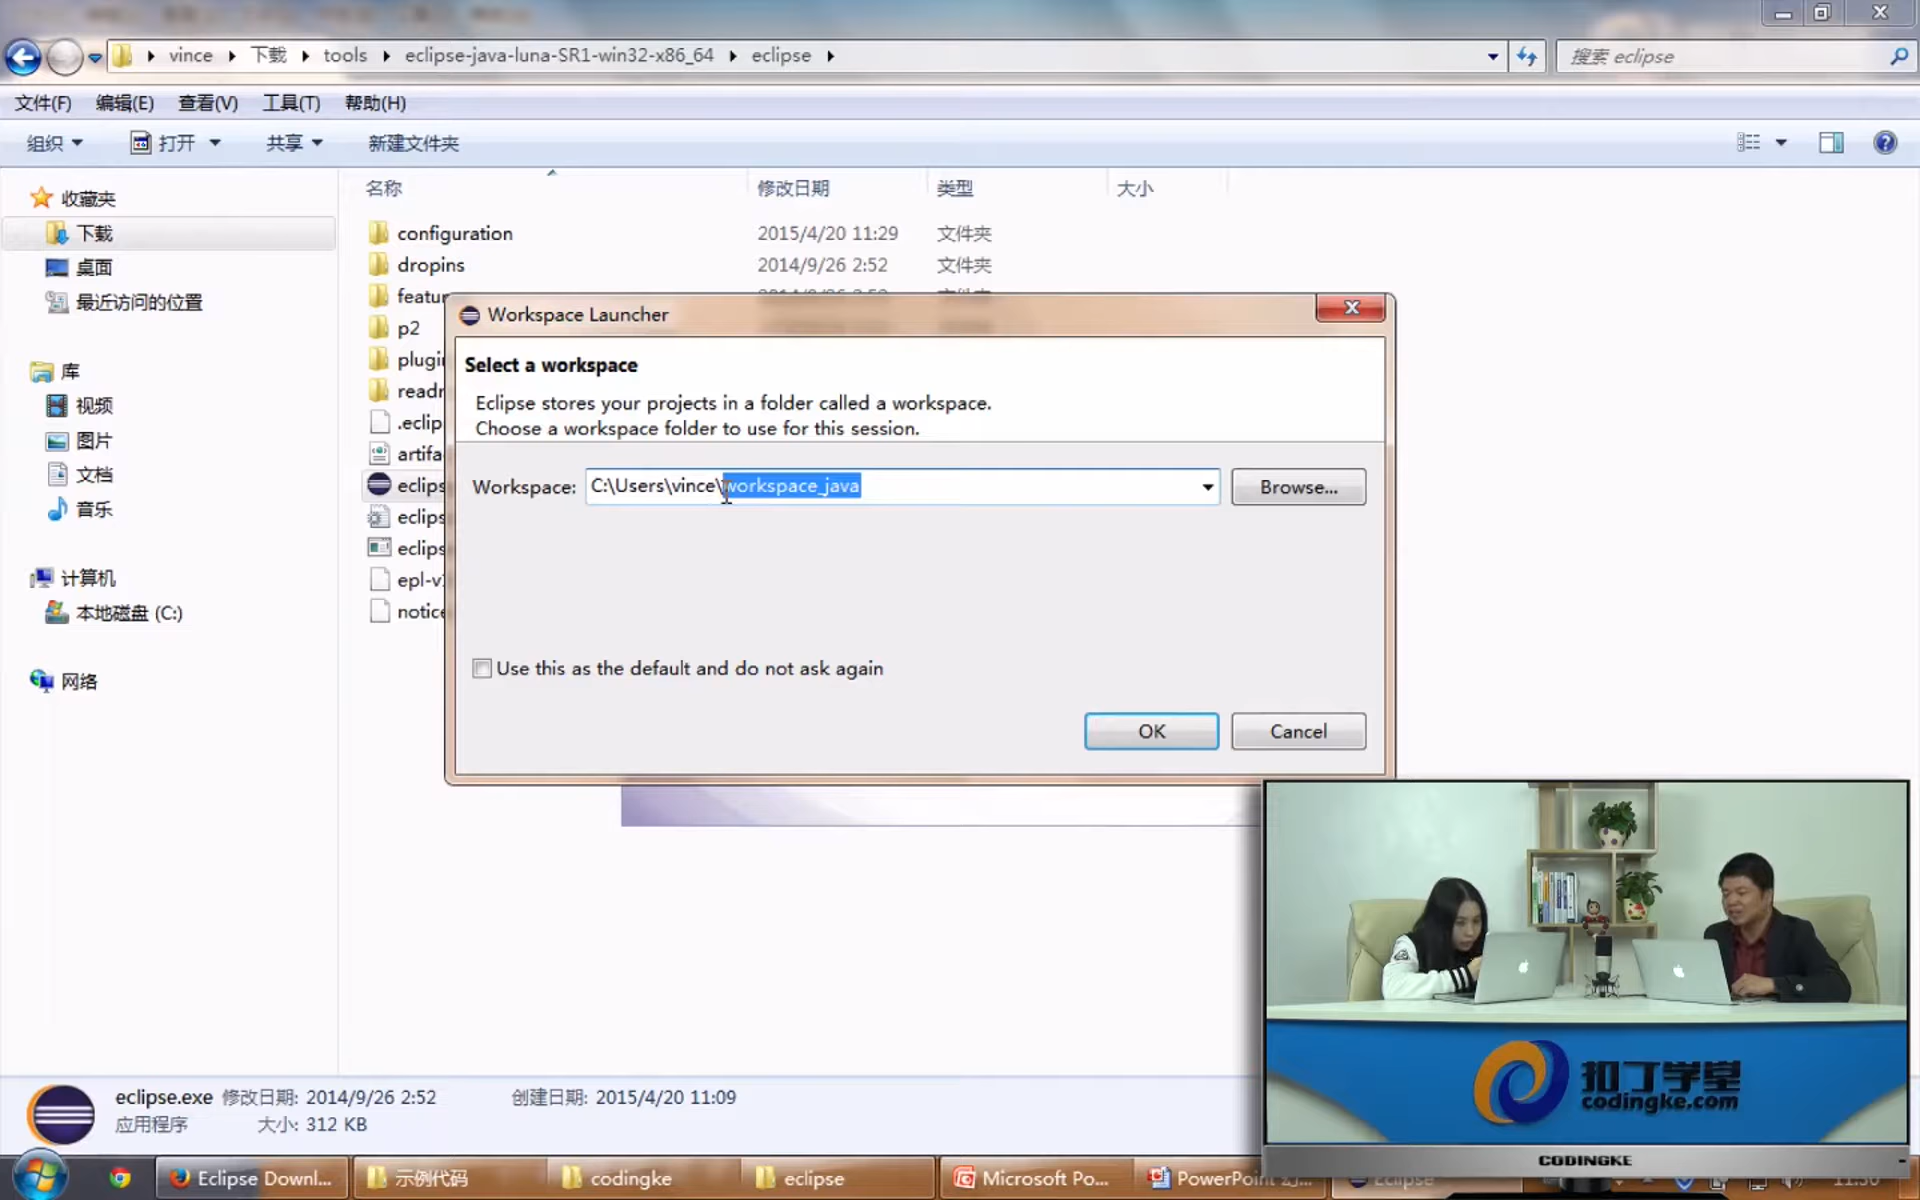 vince 下载 tools eclipse-java-luna-SR1-win32-x86_64 eclipse
搜索 eclipse
文件(F) 编辑(E) 查看(V) 工具(T) 帮助(H)
组织 打开 共享 新建文件夹
名称 修改日期 类型 大小
收藏夹
下载
桌面
最近访问的位置
库
视频
图片
文档
音乐
计算机
本地磁盘 (C:)
网络
configuration 2015/4/20 11:29 文件夹
dropins 2014/9/26 2:52 文件夹
featur
p2
plugin
readr
.eclip
artifa
eclips
eclips
eclips
epl-v
notice
Workspace Launcher
Select a workspace
Eclipse stores your projects in a folder called a workspace.
Choose a workspace folder to use for this session.
Workspace: C:\Users\vince\workspace_java Browse...
Use this as the default and do not ask again
OK Cancel
扣丁学堂
codingke.com
CODINGKE
eclipse.exe 修改日期: 2014/9/26 2:52 创建日期: 2015/4/20 11:09
应用程序 大小: 312 KB
Eclipse Downl... 示例代码 codingke eclipse Microsoft Po... PowerPoint Eclipse